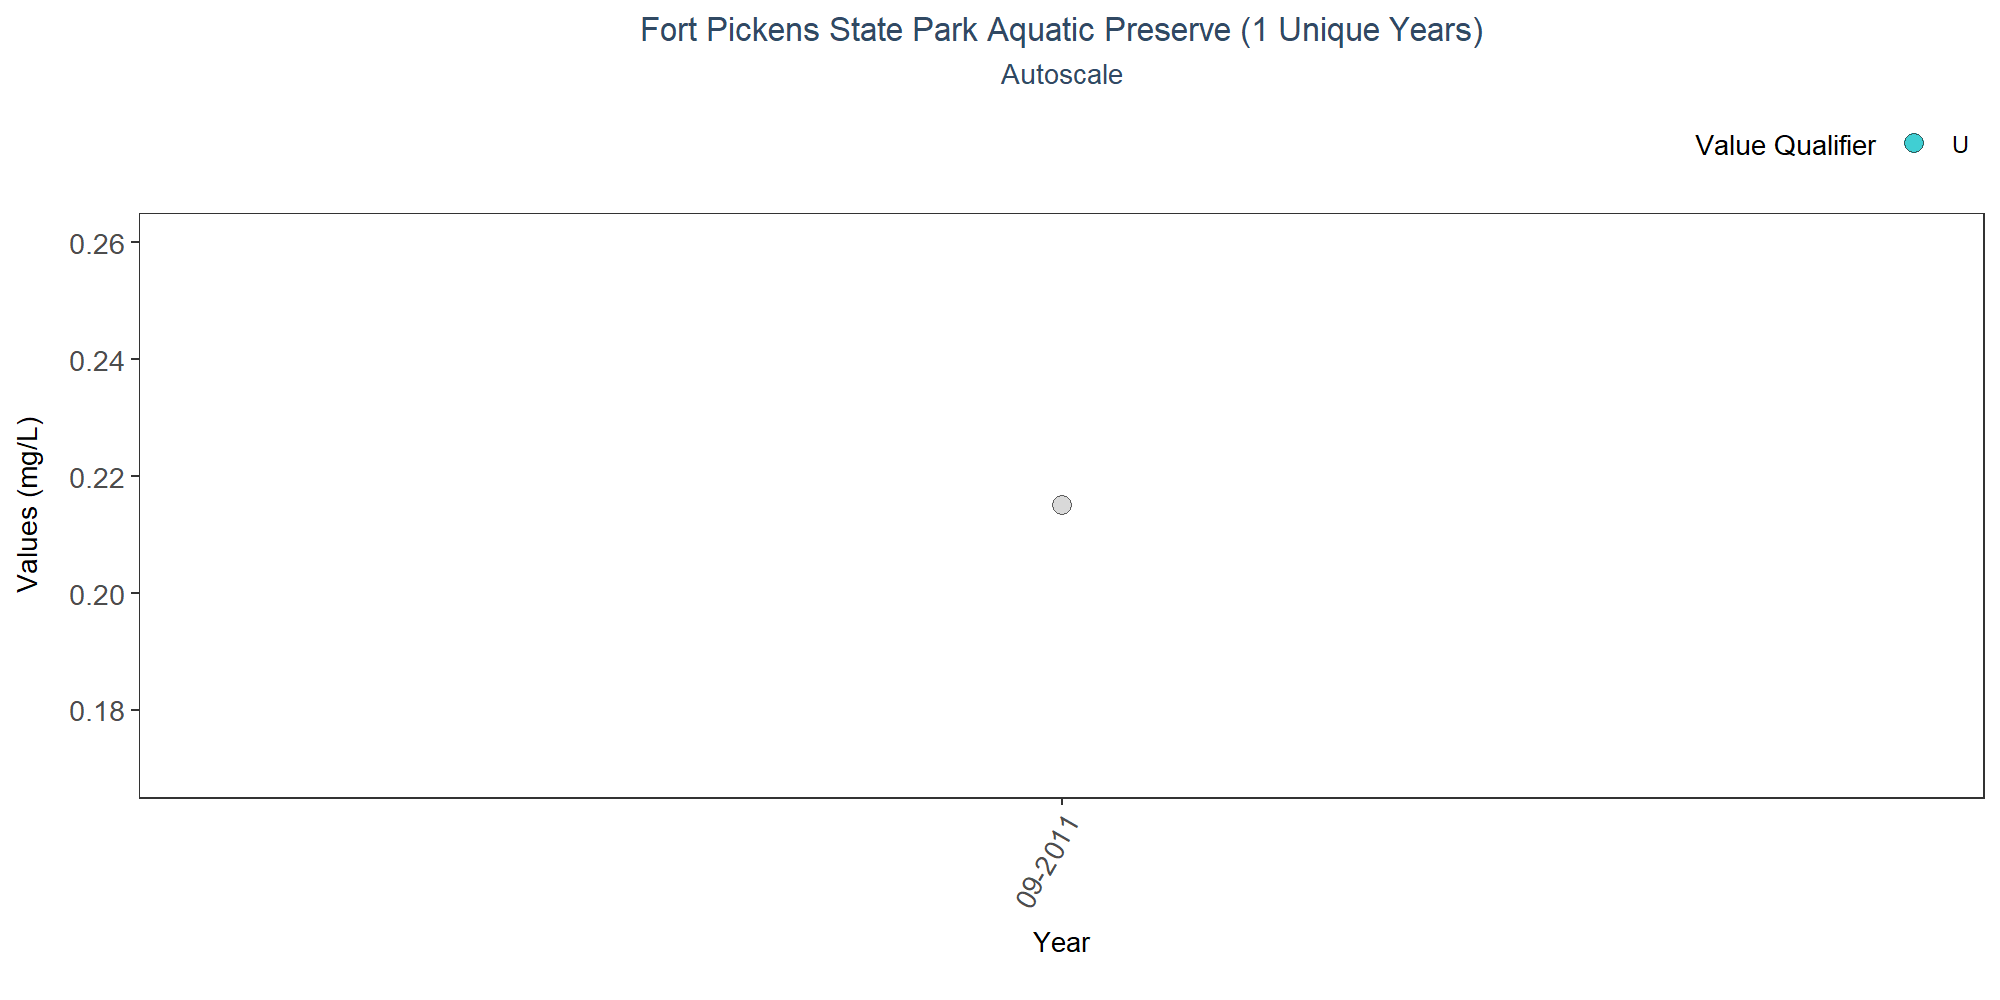 Fort Pickens State Park Aquatic Preserve (1 Unique Years)
Autoscale
Value Qualifier U
0.26
0.24
0.22
0.20
0.18
Values (mg/L)
09-2011
Year